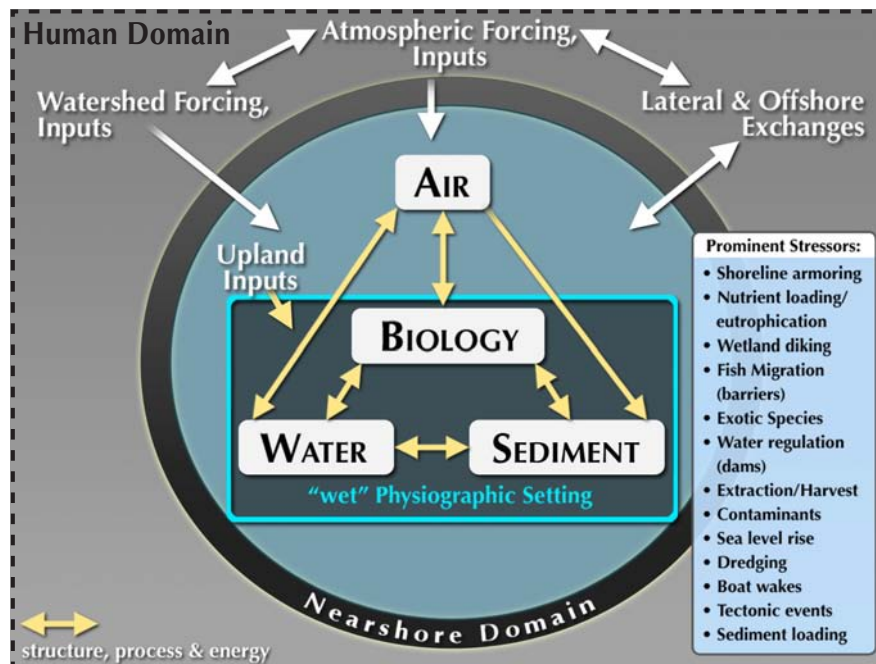 Human Domain
Atmospheric Forcing,
Inputs
Watershed Forcing,
Inputs
Lateral & Offshore
Exchanges
AIR
Upland
Inputs
BIOLOGY
WATER
SEDIMENT
“wet” Physiographic Setting
Nearshore Domain
structure, process & energy
Prominent Stressors:
• Shoreline armoring
• Nutrient loading/
eutrophication
• Wetland diking
• Fish Migration
(barriers)
• Exotic Species
• Water regulation
(dams)
• Extraction/Harvest
• Contaminants
• Sea level rise
• Dredging
• Boat wakes
• Tectonic events
• Sediment loading